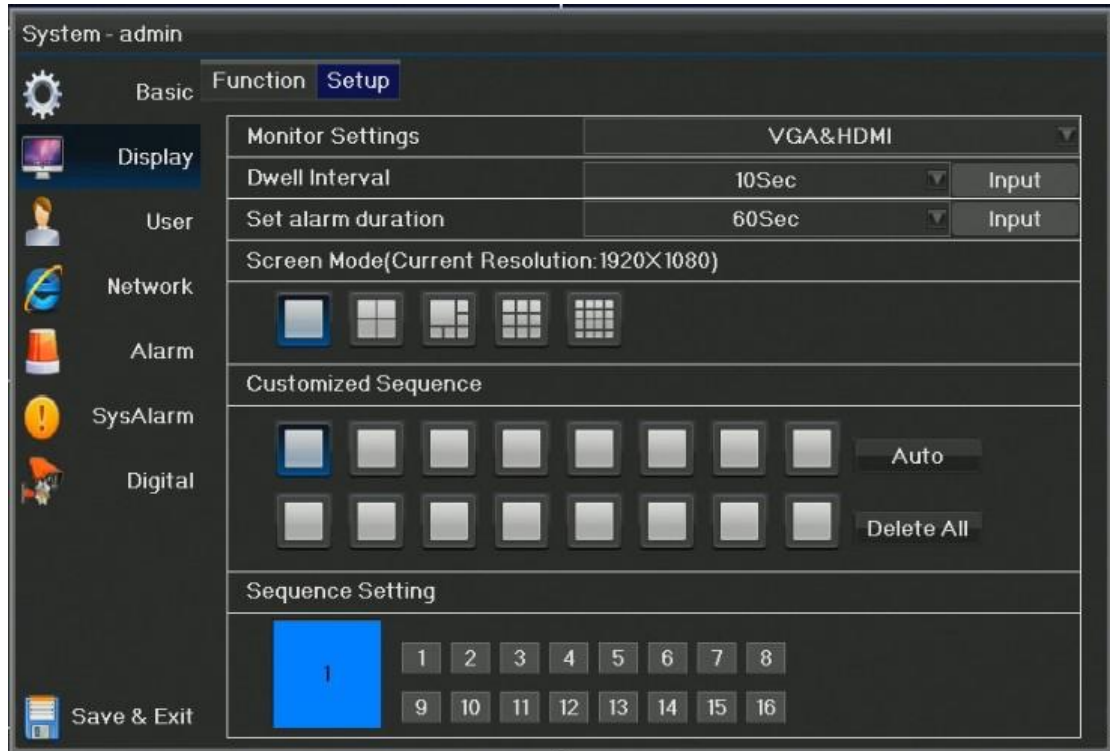 System - admin
Basic
Function Setup
Display
User
Network
Alarm
SysAlarm
Digital
Save & Exit
Monitor Settings VGA&HDMI
Dwell Interval 10Sec Input
Set alarm duration 60Sec Input
Screen Mode(Current Resolution:1920X1080)
Customized Sequence
Auto
Delete All
Sequence Setting
1
1 2 3 4 5 6 7 8
9 10 11 12 13 14 15 16